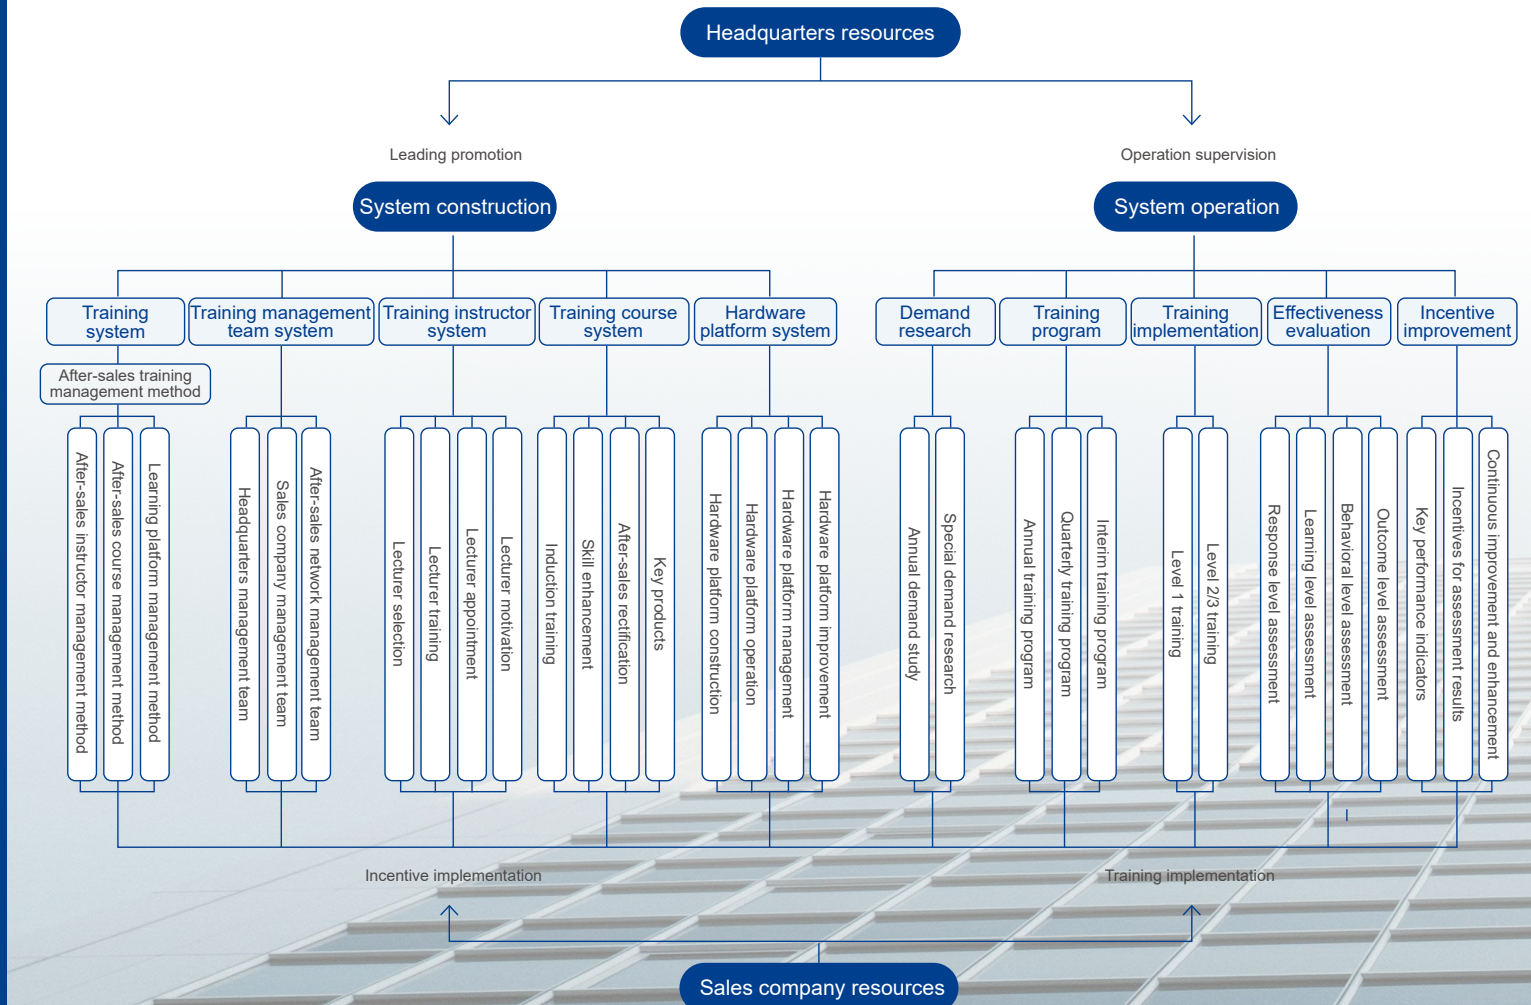 Headquarters resources
Leading promotion
Operation supervision
System construction
System operation
Training
system
Training management
team system
Training instructor
system
Training course
system
Hardware
platform system
Demand
research
Training
program
Training
implementation
Effectiveness
evaluation
Incentive
improvement
After-sales training
management method
After-sales instructor management method
After-sales course management method
Learning platform management method
Headquarters management team
Sales company management team
After-sales network management team
Lecturer selection
Lecturer training
Lecturer appointment
Lecturer motivation
Induction training
Skill enhancement
After-sales rectification
Key products
Hardware platform construction
Hardware platform operation
Hardware platform management
Hardware platform improvement
Annual demand study
Special demand research
Annual training program
Quarterly training program
Interim training program
Level 1 training
Level 2/3 training
Response level assessment
Learning level assessment
Behavioral level assessment
Outcome level assessment
Key performance indicators
Incentives for assessment results
Continuous improvement and enhancement
Incentive implementation
Training implementation
Sales company resources